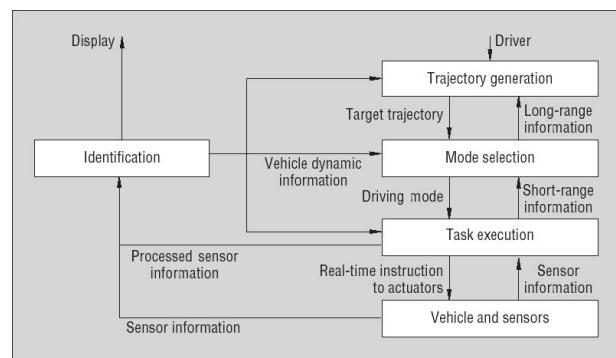 Display
Driver
Trajectory generation
Target trajectory
Long-range
information
Identification
Vehicle dynamic
information
Mode selection
Driving mode
Short-range
information
Task execution
Processed sensor
information
Real-time instruction
to actuators
Sensor
information
Sensor information
Vehicle and sensors